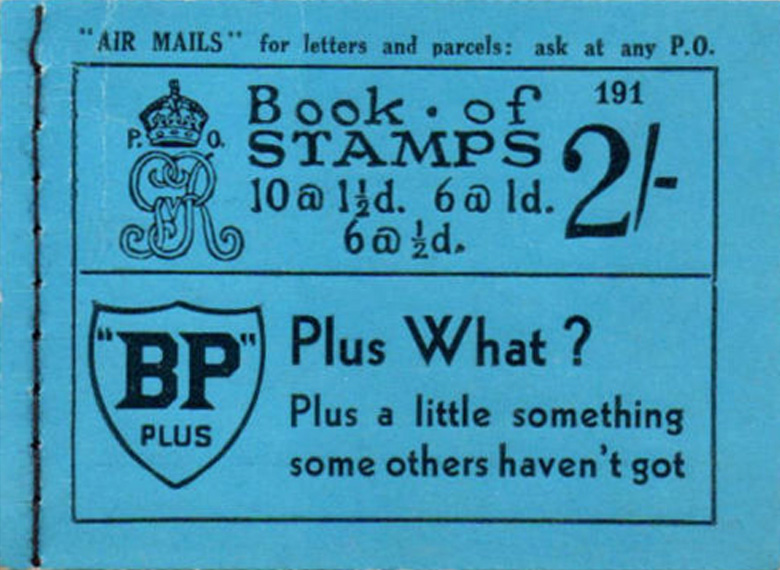 "AIR MAILS" for letters and parcels: ask at any P.O.
P. O.
Book · of
STAMPS
10@ 1½d. 6@ 1d.
6@ ½d.
191
2/-
"BP"
PLUS
Plus What?
Plus a little something
some others haven't got